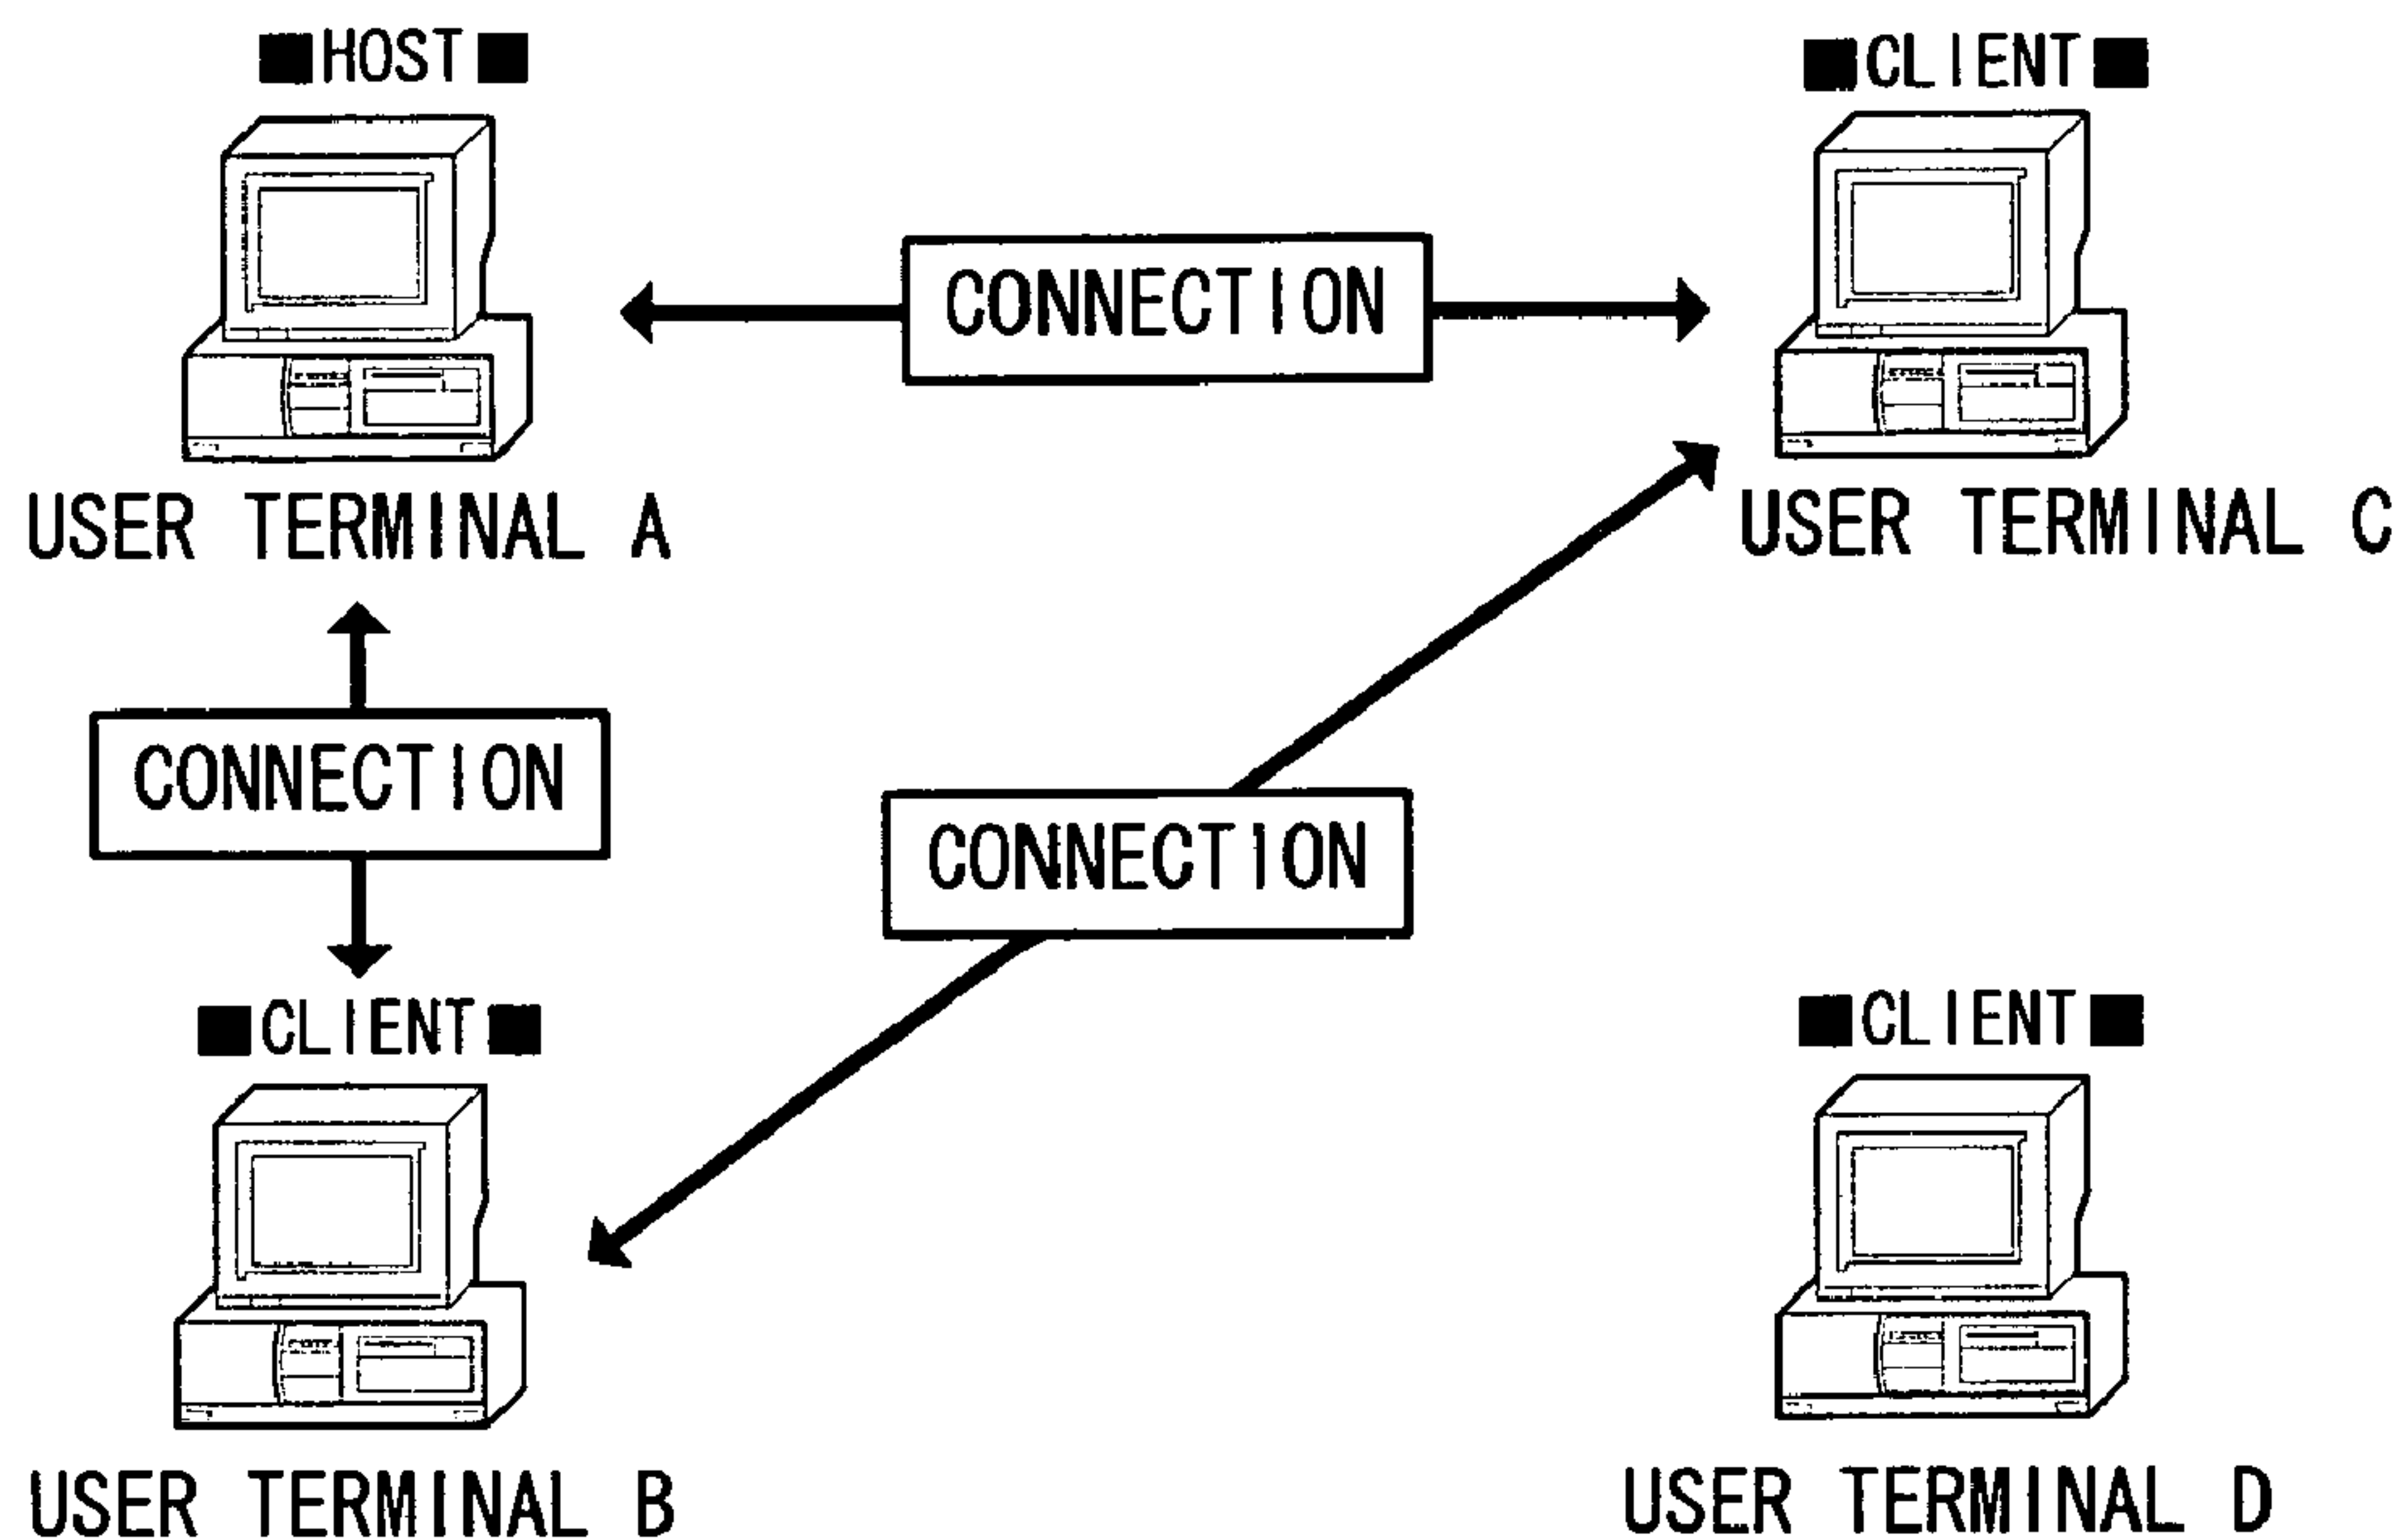 ■HOST■
■CLIENT■
CONNECTION
USER TERMINAL A
USER TERMINAL C
CONNECTION
CONNECTION
■CLIENT■
■CLIENT■
USER TERMINAL B
USER TERMINAL D